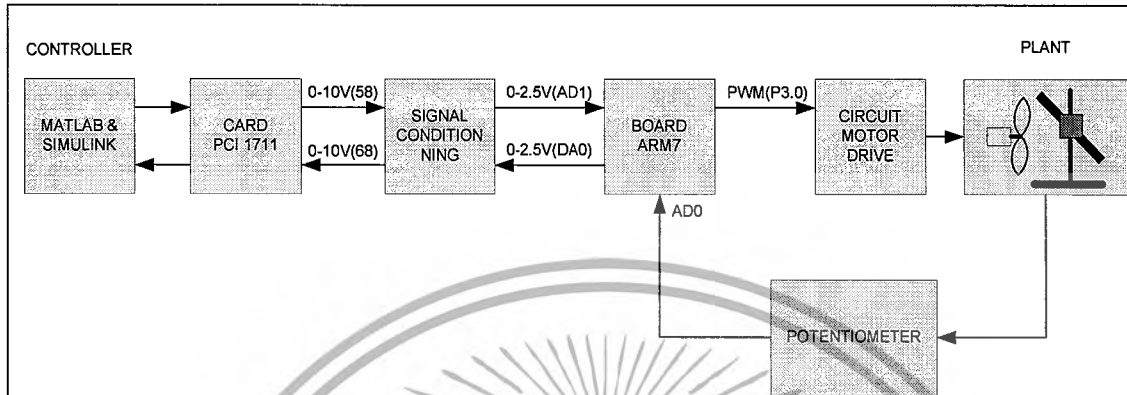 CONTROLLER
PLANT
MATLAB &
SIMULINK
CARD
PCI 1711
0-10V(58)
0-10V(68)
SIGNAL
CONDITION
NING
0-2.5V(AD1)
0-2.5V(DA0)
BOARD
ARM7
PWM(P3.0)
CIRCUIT
MOTOR
DRIVE
AD0
POTENTIOMETER